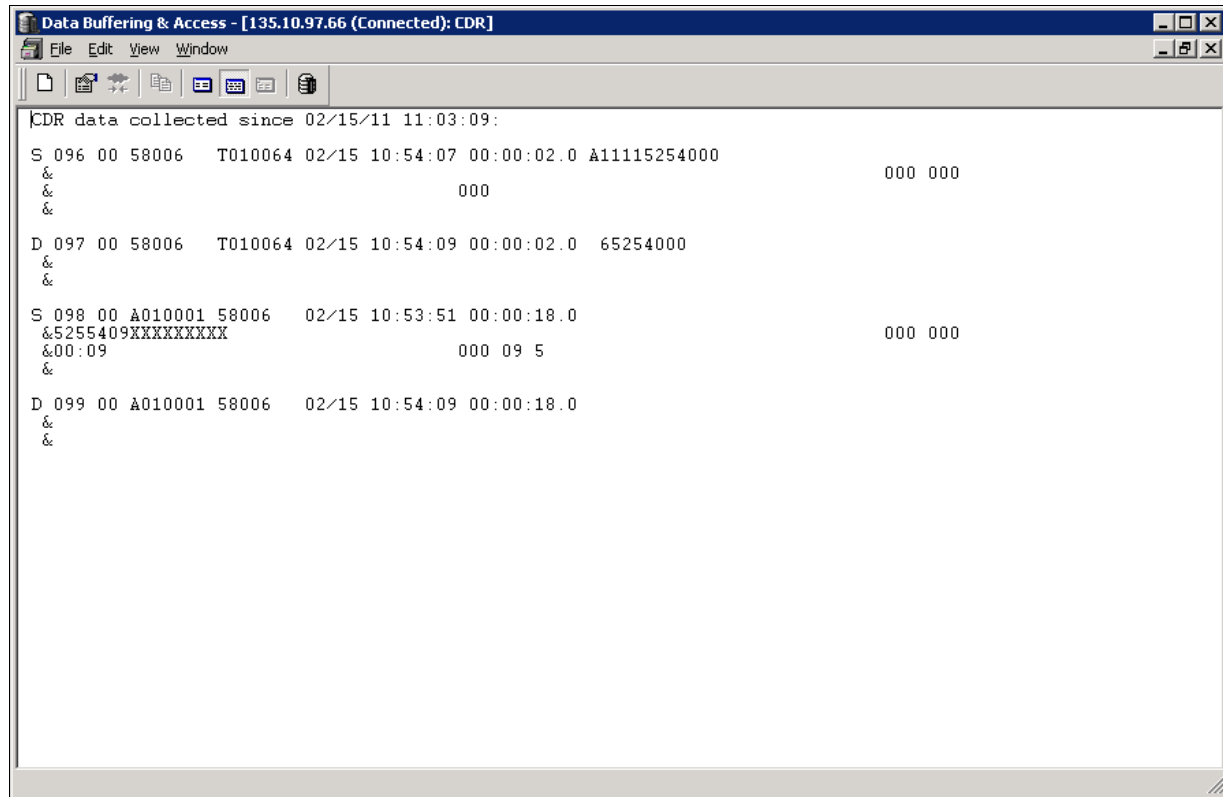 Data Buffering & Access - [135.10.97.66 (Connected): CDR]
File Edit View Window
CDR data collected since 02/15/11 11:03:09:
S 096 00 58006 T010064 02/15 10:54:07 00:00:02.0 A11115254000
& 000 000
& 000
&
D 097 00 58006 T010064 02/15 10:54:09 00:00:02.0 65254000
&
&
S 098 00 A010001 58006 02/15 10:53:51 00:00:18.0
&5255409XXXXXXXXX 000 000
&00:09 000 09 5
&
D 099 00 A010001 58006 02/15 10:54:09 00:00:18.0
&
&